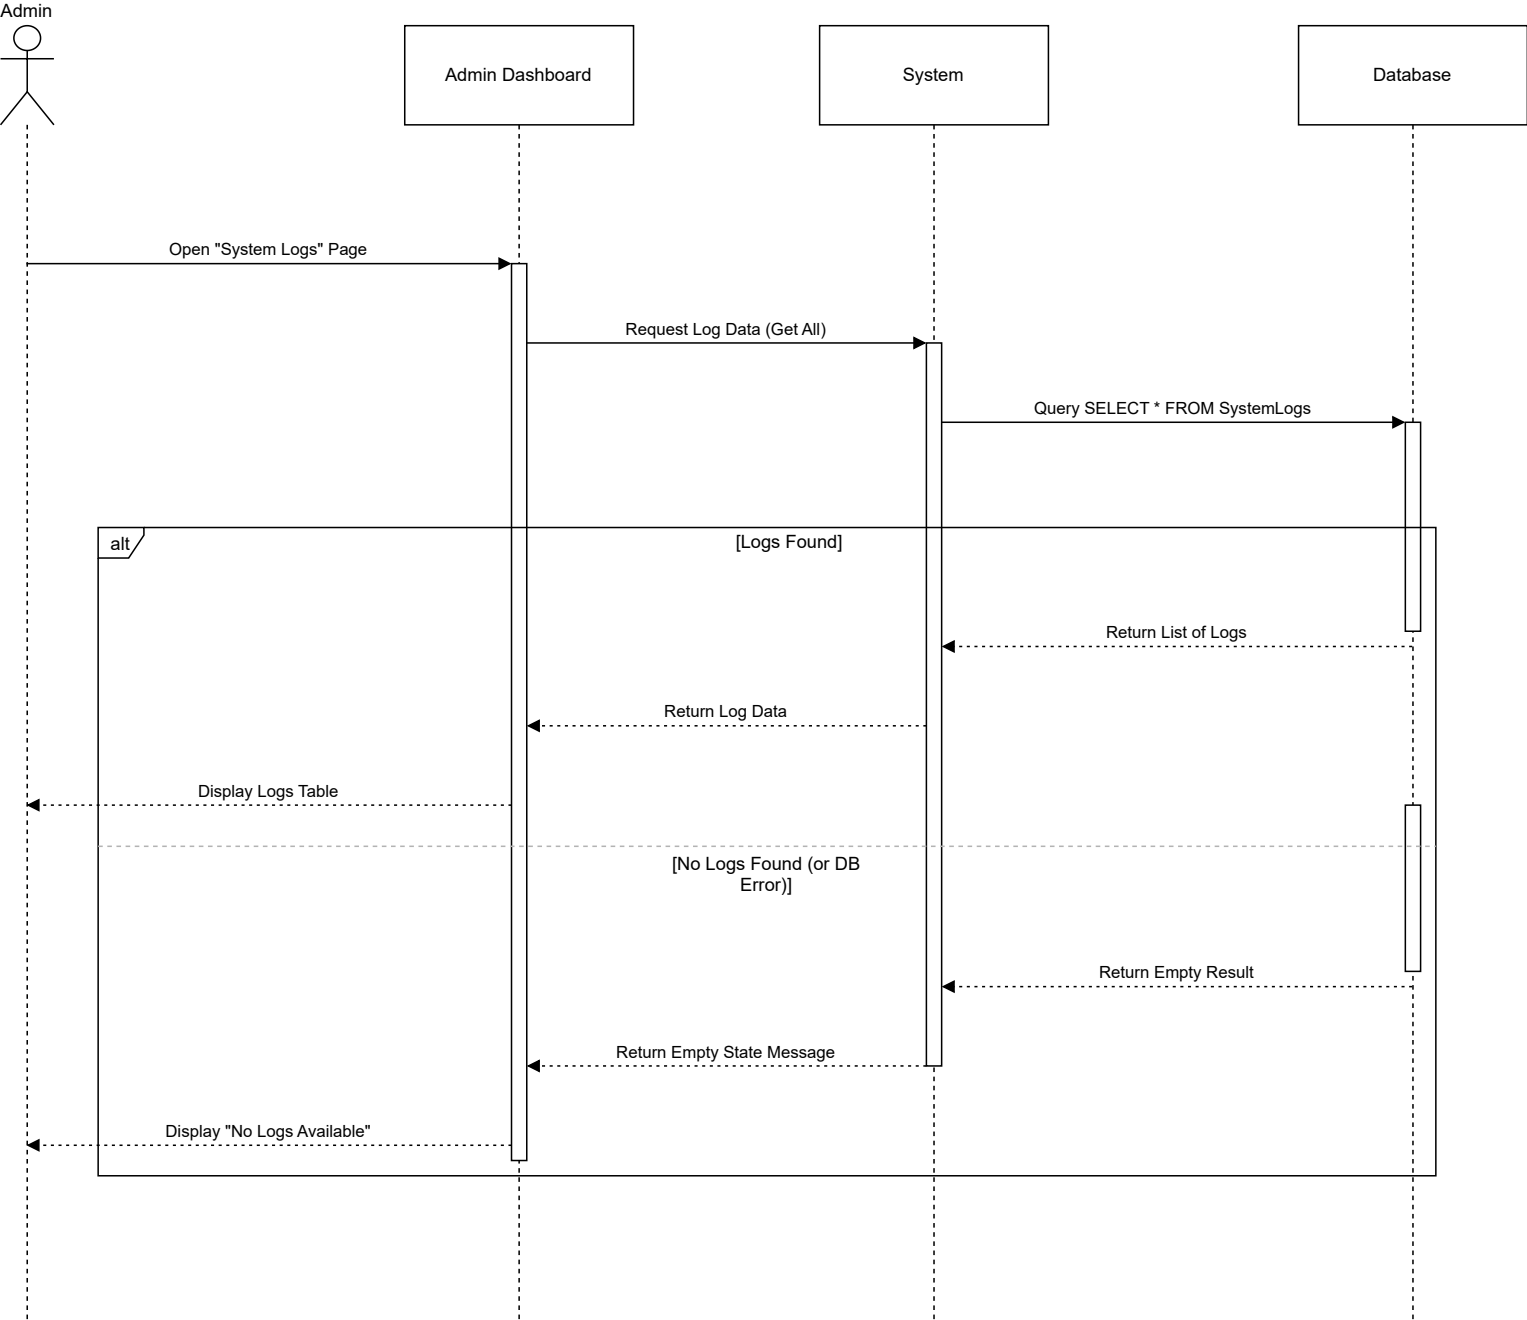 Admin
Admin Dashboard
System
Database
Open "System Logs" Page
Request Log Data (Get All)
Query SELECT * FROM SystemLogs
alt
[Logs Found]
Return List of Logs
Return Log Data
Display Logs Table
[No Logs Found (or DB
Error)]
Return Empty Result
Return Empty State Message
Display "No Logs Available"